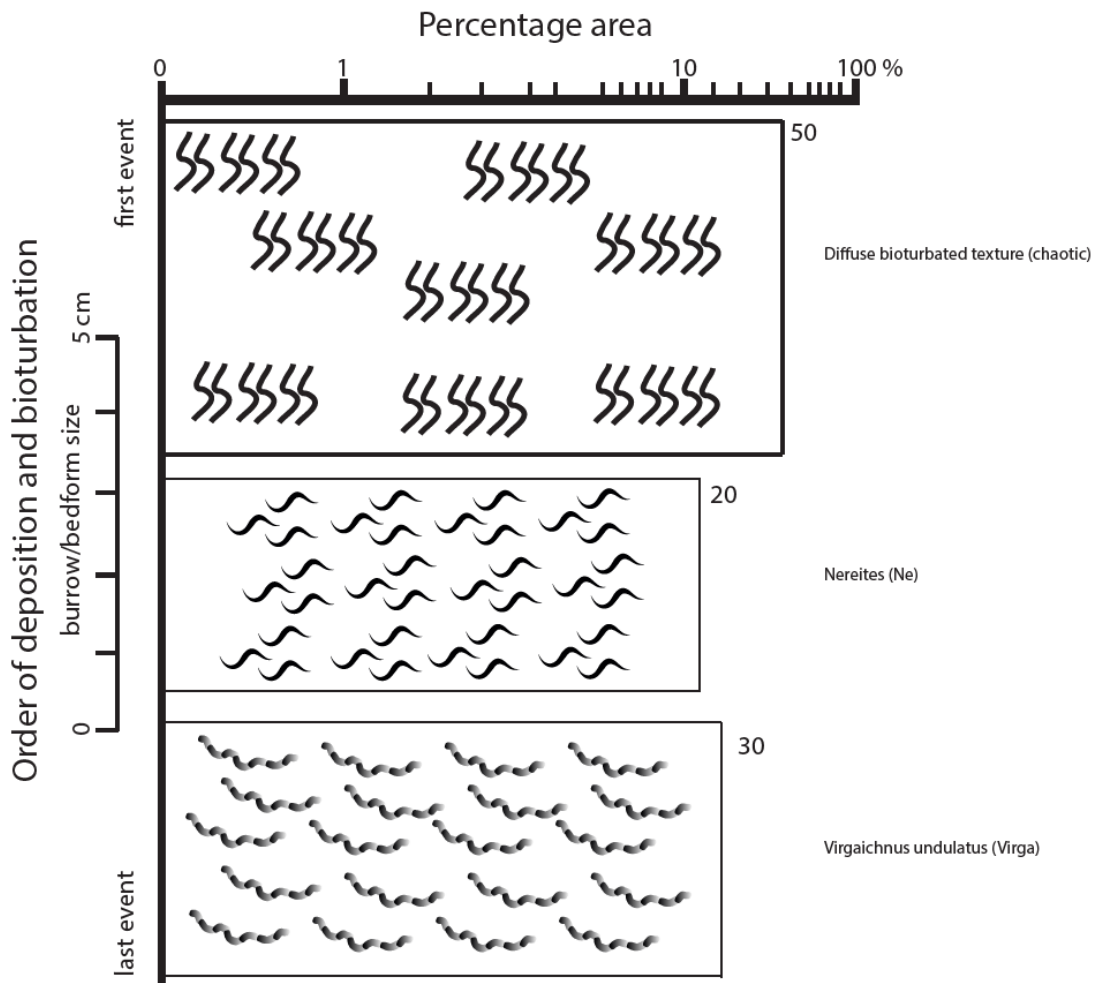 Percentage area
0 1 10 100 %
first event
50
Diffuse bioturbated texture (chaotic)
Order of deposition and bioturbation
burrow/bedform size
5 cm
0
20
Nereites (Ne)
30
Virgaichnus undulatus (Virga)
last event